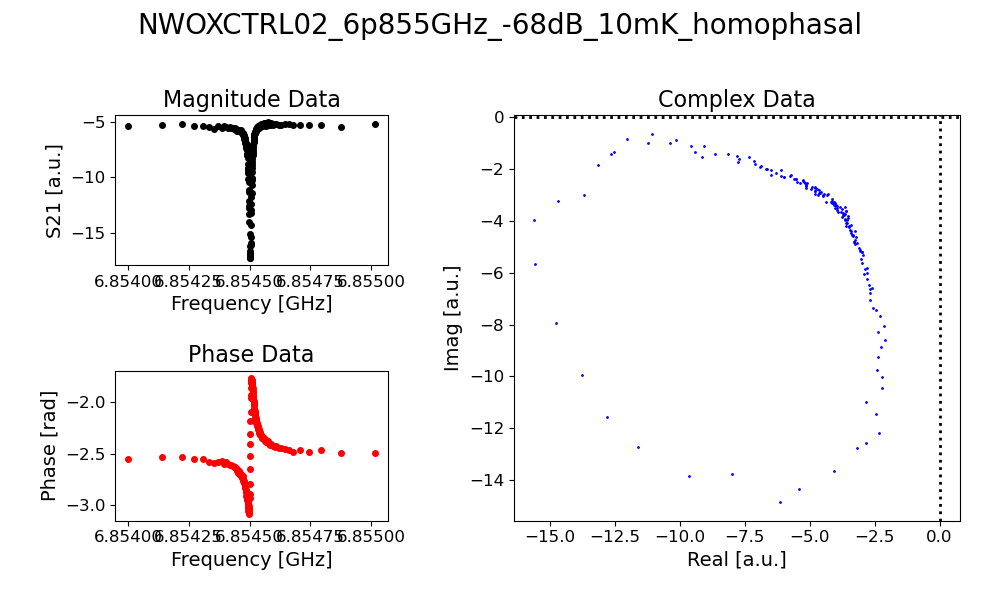 NWOXCTRL02_6p855GHz_-68dB_10mK_homophasal
Magnitude Data
S21 [a.u.]
−5
−10
−15
6.85400 6.85425 6.85450 6.85475 6.85500
Frequency [GHz]
Phase Data
Phase [rad]
−2.0
−2.5
−3.0
6.85400 6.85425 6.85450 6.85475 6.85500
Frequency [GHz]
Complex Data
Imag [a.u.]
0
−2
−4
−6
−8
−10
−12
−14
−15.0 −12.5 −10.0 −7.5 −5.0 −2.5 0.0
Real [a.u.]